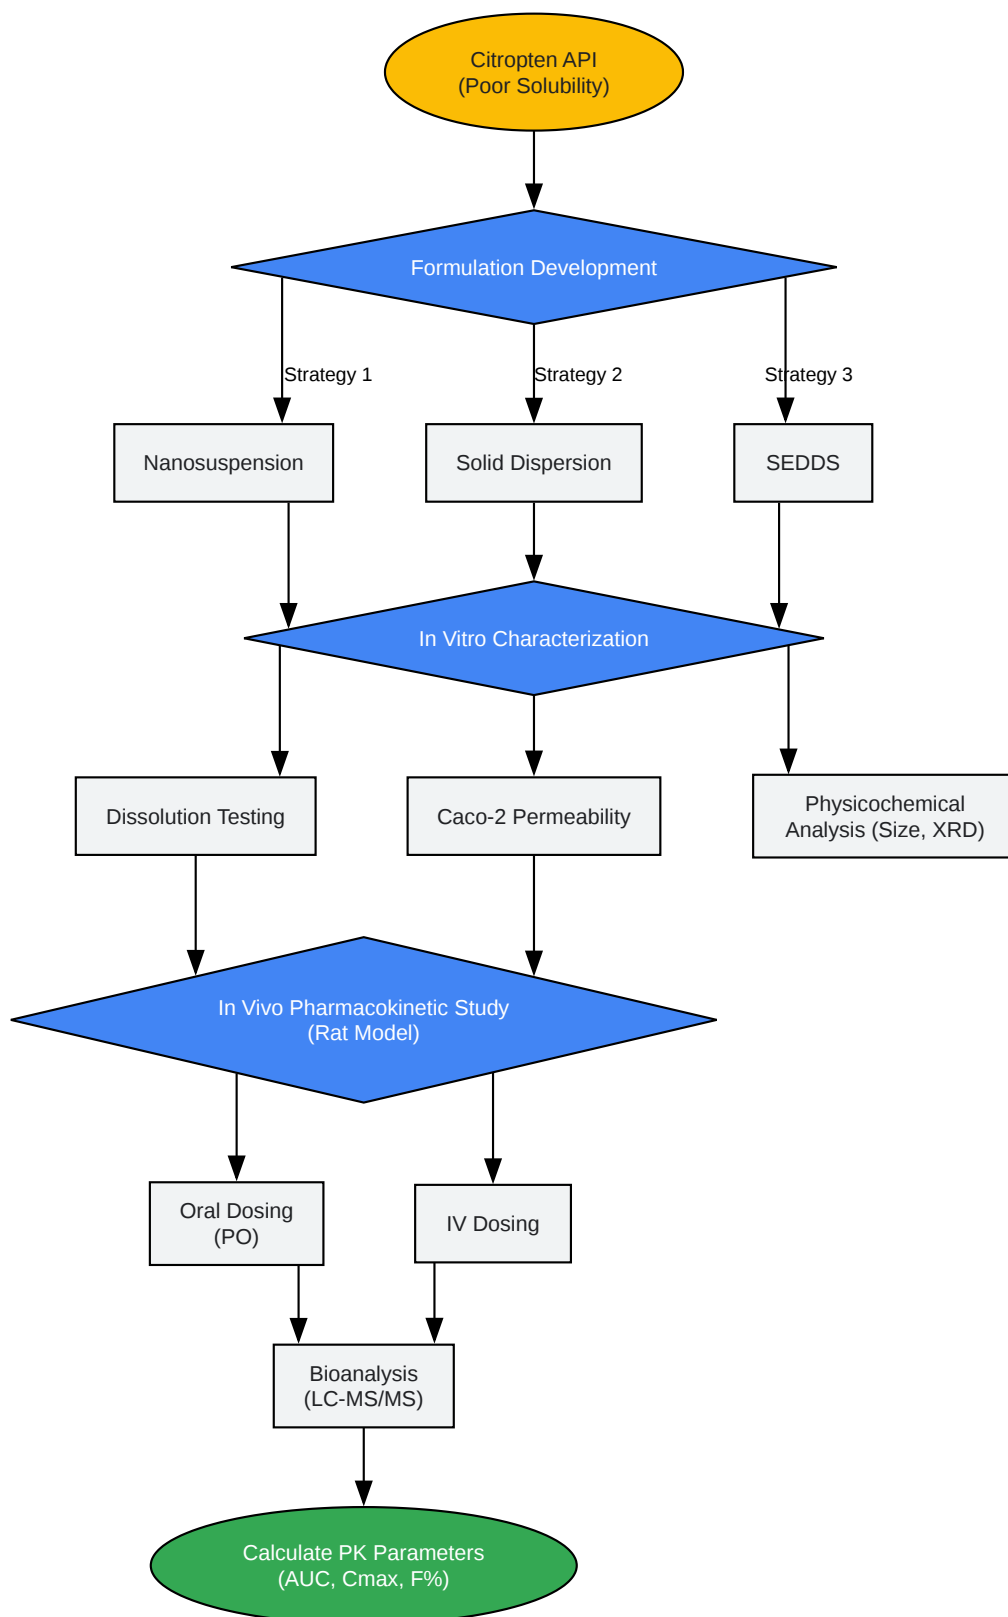 Citropten API
(Poor Solubility)
Formulation Development
Strategy 1
Strategy 2
Strategy 3
Nanosuspension
Solid Dispersion
SEDDS
In Vitro Characterization
Dissolution Testing
Caco-2 Permeability
Physicochemical
Analysis (Size, XRD)
In Vivo Pharmacokinetic Study
(Rat Model)
Oral Dosing
(PO)
IV Dosing
Bioanalysis
(LC-MS/MS)
Calculate PK Parameters
(AUC, Cmax, F%)